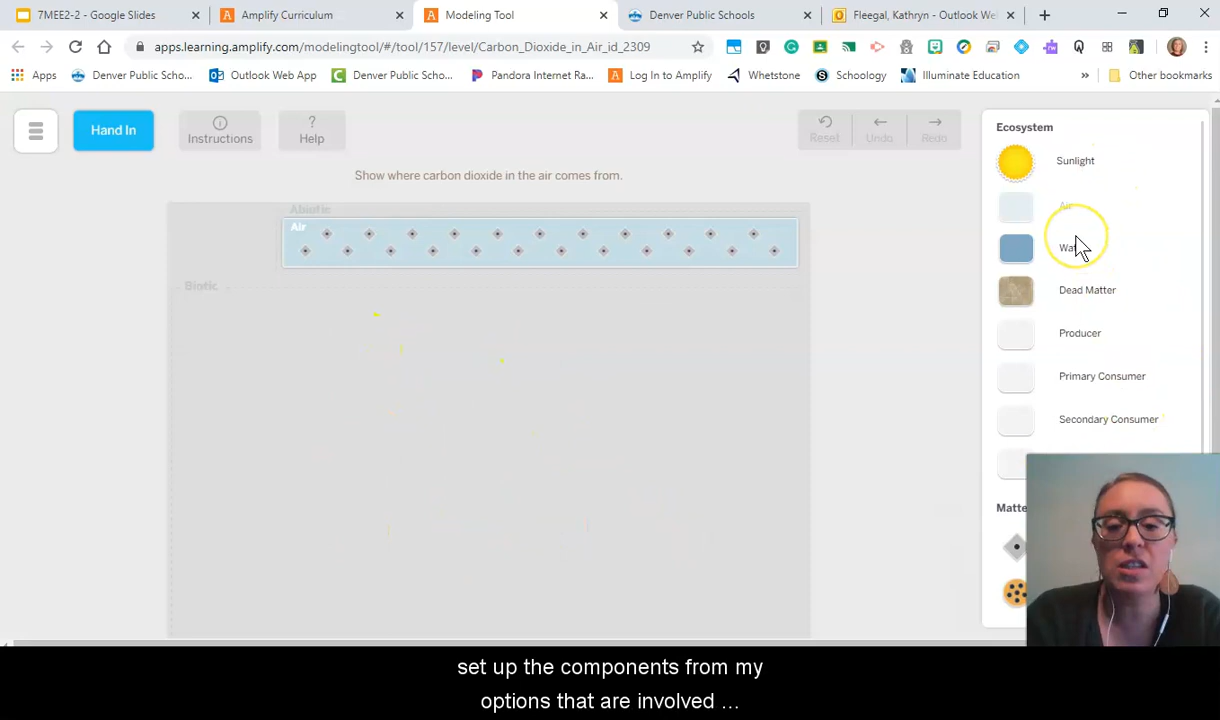 7MEE2-2 - Google Slides
Amplify Curriculum
Modeling Tool
Denver Public Schools
Fleegal, Kathryn - Outlook We
apps.learning.amplify.com/modelingtool/#/tool/157/level/Carbon_Dioxide_in_Air_id_2309
Apps
Denver Public Scho...
Outlook Web App
Denver Public Scho...
Pandora Internet Ra...
Log In to Amplify
Whetstone
Schoology
Illuminate Education
»
Other bookmarks
Hand In
Instructions
Help
Reset
Undo
Redo
Show where carbon dioxide in the air comes from.
Abiotic
Air
Biotic
Ecosystem
Sunlight
Air
Wat
Dead Matter
Producer
Primary Consumer
Secondary Consumer
Matte
set up the components from my
options that are involved ...